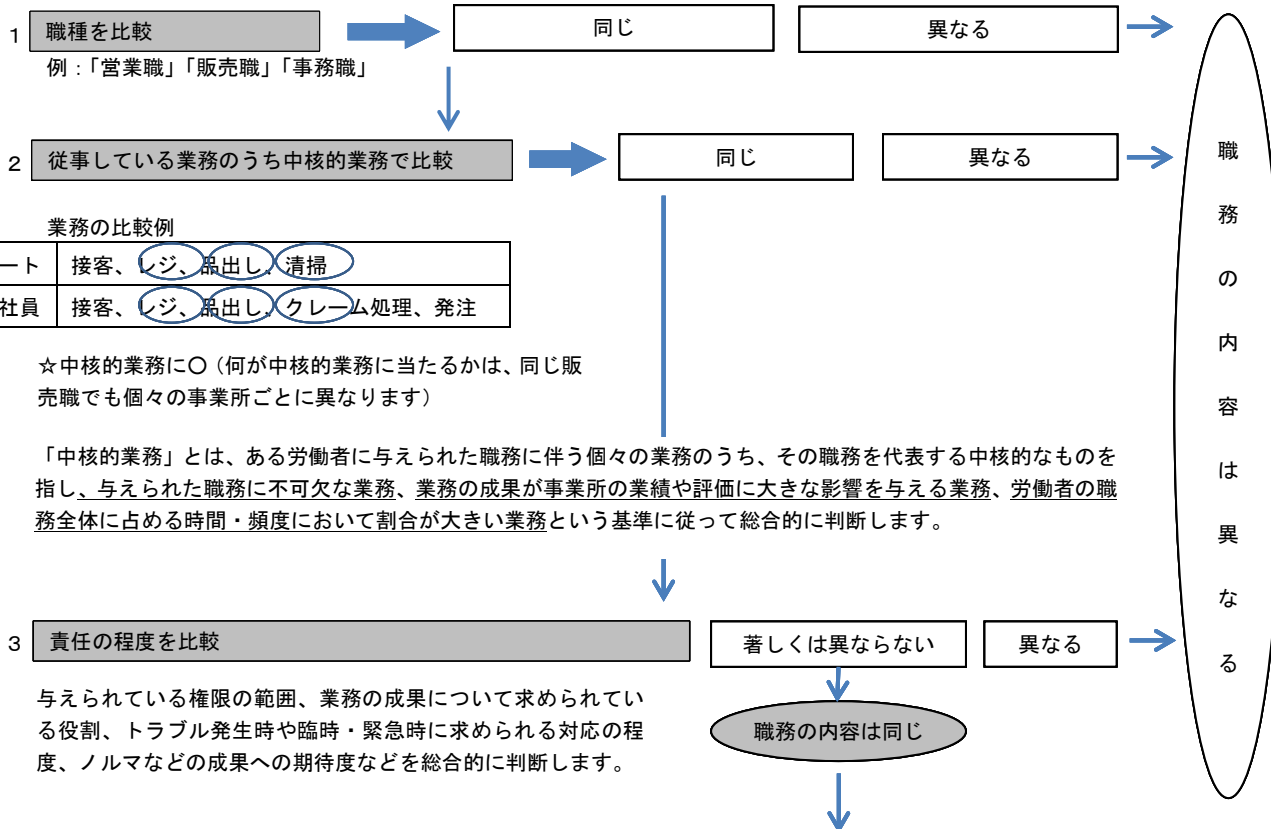 1 職種を比較 同じ 異なる
例:「営業職」「販売職」「事務職」
2 従事している業務のうち中核的業務で比較 同じ 異なる
業務の比較例
ート 接客、レジ、品出し、清掃
社員 接客、レジ、品出し、クレーム処理、発注
☆中核的業務に〇(何が中核的業務に当たるかは、同じ販
売職でも個々の事業所ごとに異なります)
「中核的業務」とは、ある労働者に与えられた職務に伴う個々の業務のうち、その職務を代表する中核的なものを
指し、与えられた職務に不可欠な業務、業務の成果が事業所の業績や評価に大きな影響を与える業務、労働者の職
務全体に占める時間・頻度において割合が大きい業務という基準に従って総合的に判断します。
3 責任の程度を比較 著しくは異ならない 異なる
与えられている権限の範囲、業務の成果について求められてい
る役割、トラブル発生時や臨時・緊急時に求められる対応の程
度、ノルマなどの成果への期待度などを総合的に判断します。
職務の内容は同じ
職務の内容は異なる